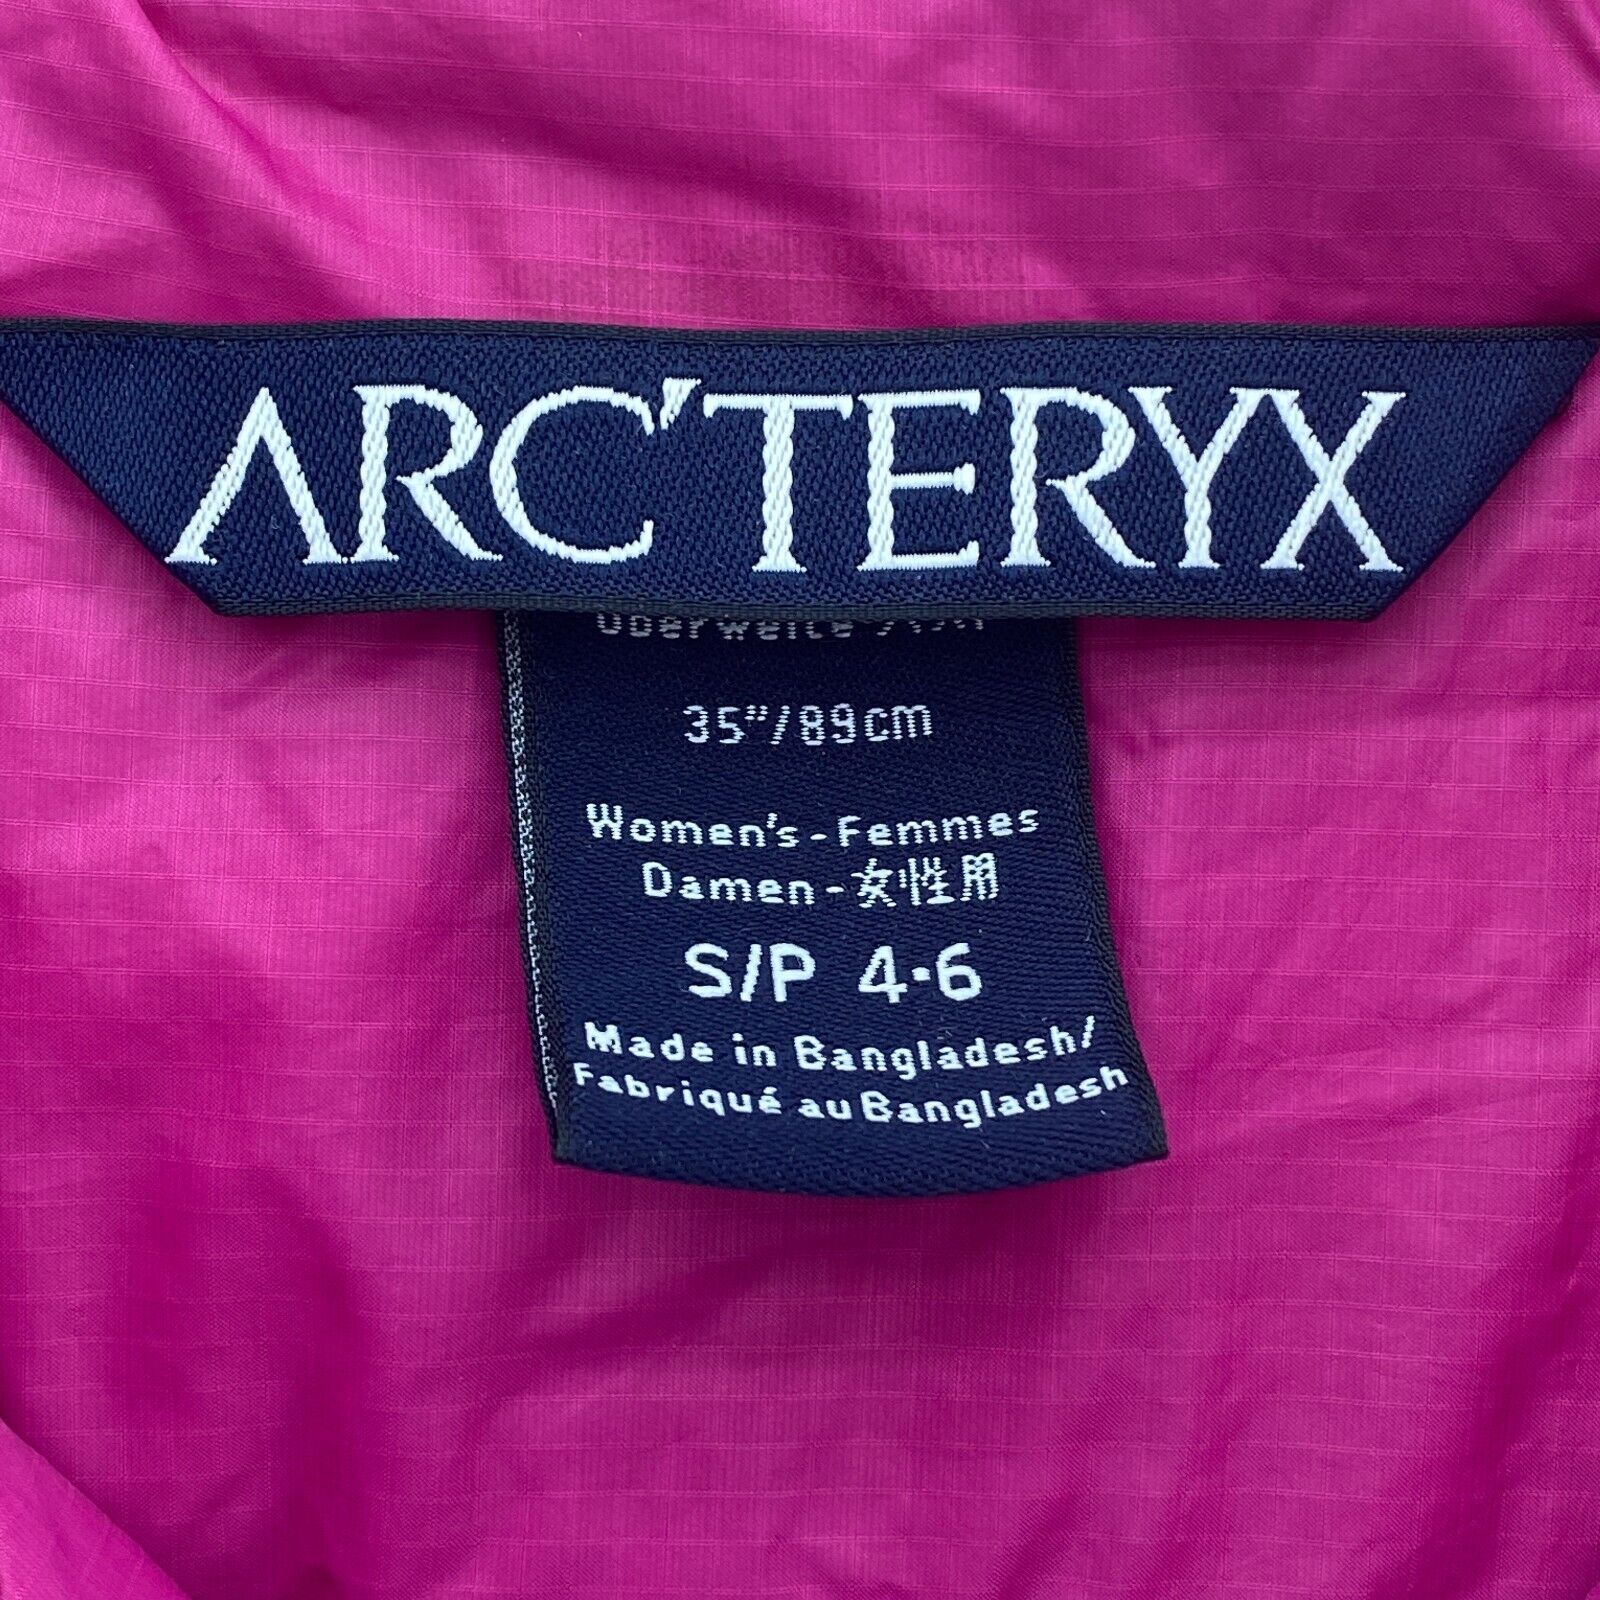 ARC'TERYX
35"/89cm
Women's-Femmes
Damen-女性用
S/P 4-6
Made in Bangladesh/
Fabriqué au Bangladesh